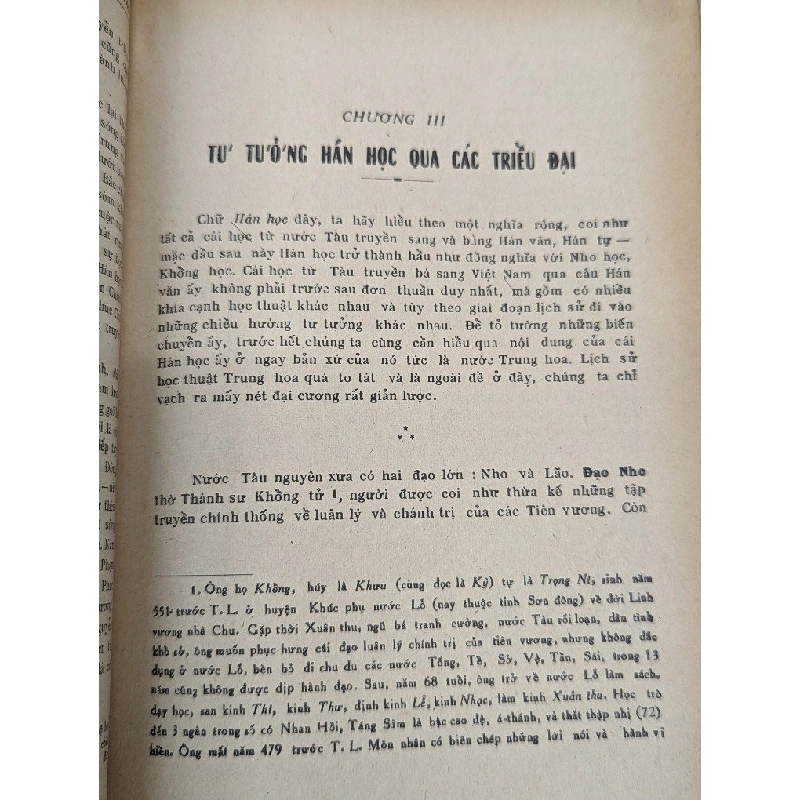 CHƯƠNG III
TƯ TƯỞNG HÁN HỌC QUA CÁC TRIỀU ĐẠI
Chữ Hán học đây, ta hãy hiểu theo một nghĩa rộng, coi như
tất cả cái học từ nước Tàu truyền sang và bằng Hán văn, Hán tự —
mặc dầu sau này Hán học trở thành hầu như đồng nghĩa với Nho học,
Khổng học. Cái học từ Tàu truyền bá sang Việt Nam qua câu Hán
văn ấy không phải trước sau đơn thuần duy nhất, mà gồm có nhiều
khía cạnh học thuật khác nhau và tùy theo giai đoạn lịch sử đi vào
những chiều hướng tư tưởng khác nhau. Để tỏ tường những biến
chuyển ấy, trước hết chúng ta cũng cần hiểu qua nội dung của cái
Hán học ấy ở ngay bản xứ của nó tức là nước Trung hoa. Lịch sử
học thuật Trung hoa quá to tát và là ngoài đề ở đây, chúng ta chỉ
vạch ra mấy nét đại cương rất giản lược.
***
Nước Tàu nguyên xưa có hai đạo lớn : Nho và Lão. Đạo Nho
thờ Thánh sư Khổng tử 1, người được coi như thừa kế những tập
truyền chính thống về luân lý và chánh trị của các Tiên vương. Còn
1. Ông họ Khổng, húy là Khưu (cũng đọc là Kỳ) tự là Trọng Ni, sinh năm
551 trước T. L. ở huyện Khúc phụ nước Lỗ (nay thuộc tỉnh Sơn đông) về đời Linh
vương nhà Chu. Gặp thời Xuân thu, ngũ bá tranh cường, nước Tàu rối loạn, dân tình
khổ sở, ông muốn phục hưng cái đạo luân lý chính trị của tiên vương, nhưng không đắc
dụng ở nước Lỗ, bèn bỏ đi chu du các nước Tống, Tề, Sở, Vệ, Tần, Sái, trong 13
năm cũng không được dịp hành đạo. Sau, năm 68 tuổi, ông trở về nước Lỗ làm sách,
dạy học, san kinh Thi, kinh Thư, định kinh Lễ, kinh Nhạc, làm kinh Xuân thu. Học trò
đến 3 ngàn trong số có Nhan Hồi, Tăng Sâm là bậc cao đệ, á-thánh, và thất thập nhị (72)
hiền. Ông mất năm 479 trước T. L. Môn nhân có biên chép những lời nói và hành vi